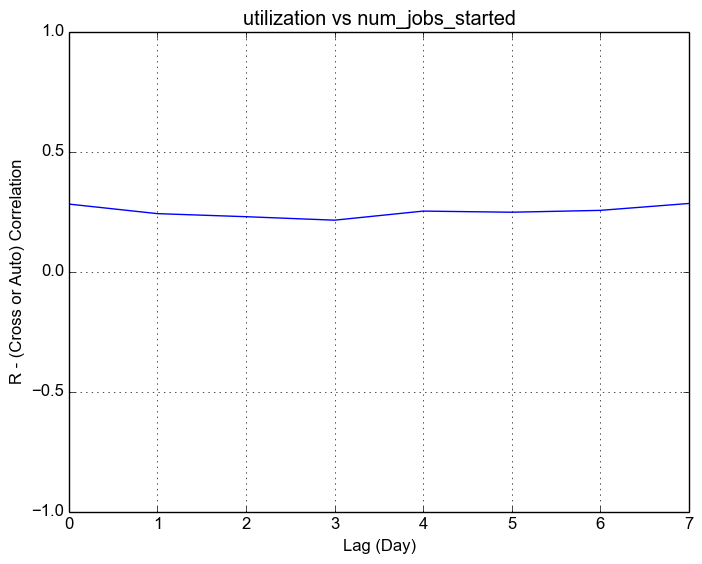 utilization vs num_jobs_started
1.0
0.5
0.0
−0.5
−1.0
R - (Cross or Auto) Correlation
0 1 2 3 4 5 6 7
Lag (Day)